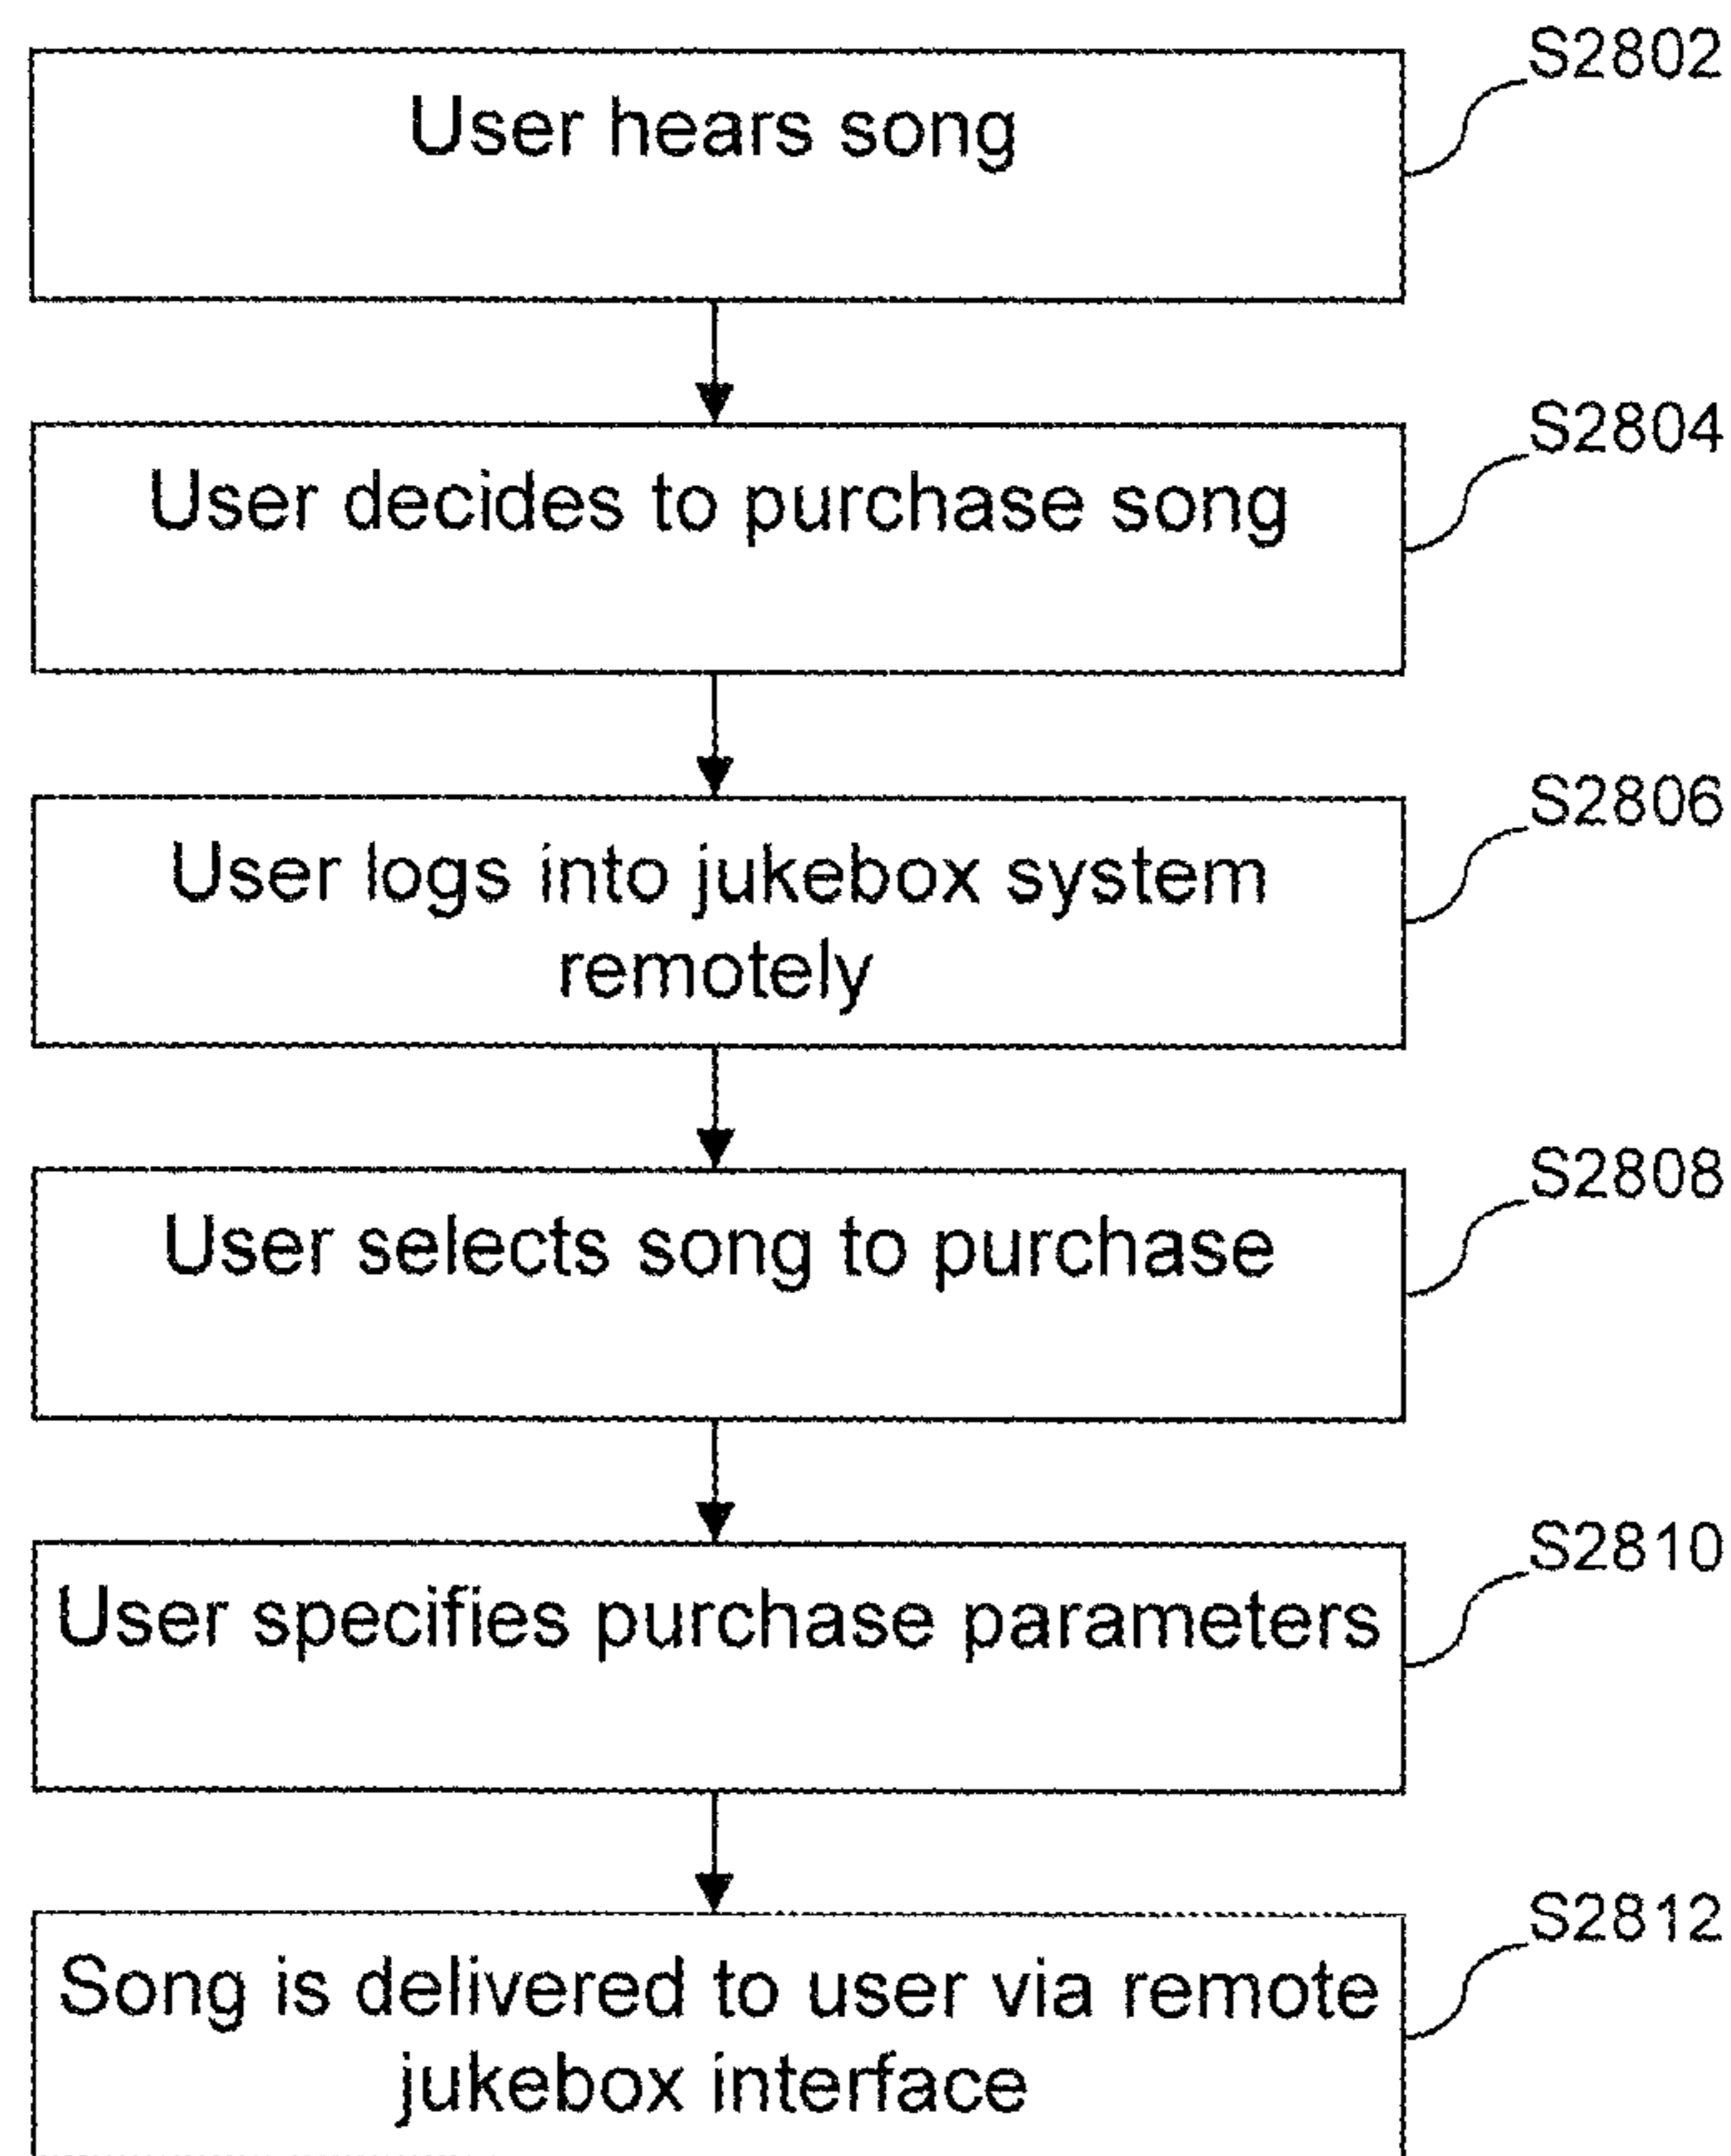 S2802
User hears song
S2804
User decides to purchase song
S2806
User logs into jukebox system
remotely
S2808
User selects song to purchase
S2810
User specifies purchase parameters
S2812
Song is delivered to user via remote
jukebox interface